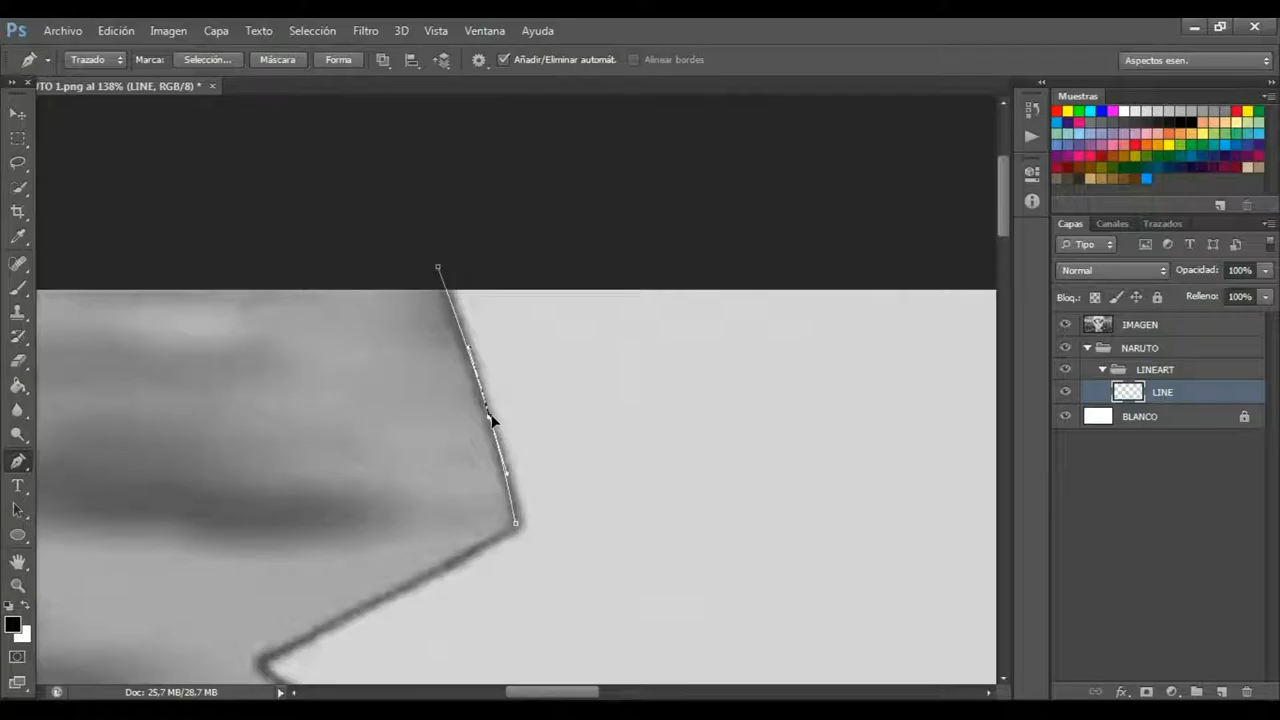 Ps Archivo Edición Imagen Capa Texto Selección Filtro 3D Vista Ventana Ayuda
Trazado Marca: Selección... Máscara Forma Añadir/Eliminar automát. Alinear bordes Aspectos esen.
UTO 1.png al 138% (LINE, RGB/8) * ×
Muestras
Capas Canales Trazados
Tipo
Normal Opacidad: 100%
Bloq.: Relleno: 100%
IMAGEN
NARUTO
LINEART
LINE
BLANCO
Doc: 25,7 MB/28,7 MB